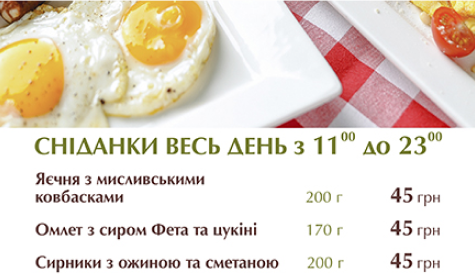 СНІДАНКИ ВЕСЬ ДЕНЬ з 11⁰⁰ до 23⁰⁰
Яєчня з мисливськими
ковбасками 200 г 45 грн
Омлет з сиром Фета та цукіні 170 г 45 грн
Сирники з ожиною та сметаною 200 г 45 грн